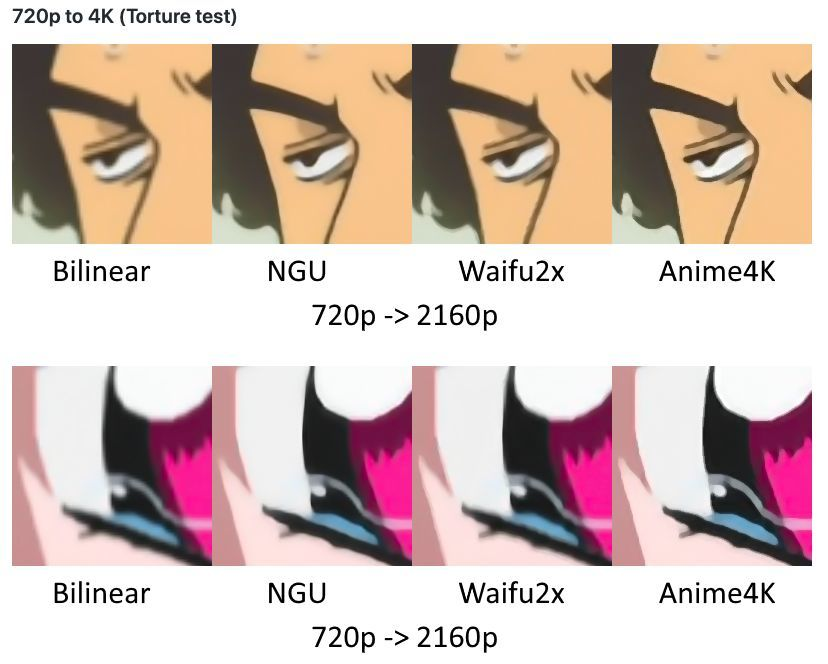 720p to 4K (Torture test)
Bilinear NGU Waifu2x Anime4K
720p -> 2160p
Bilinear NGU Waifu2x Anime4K
720p -> 2160p